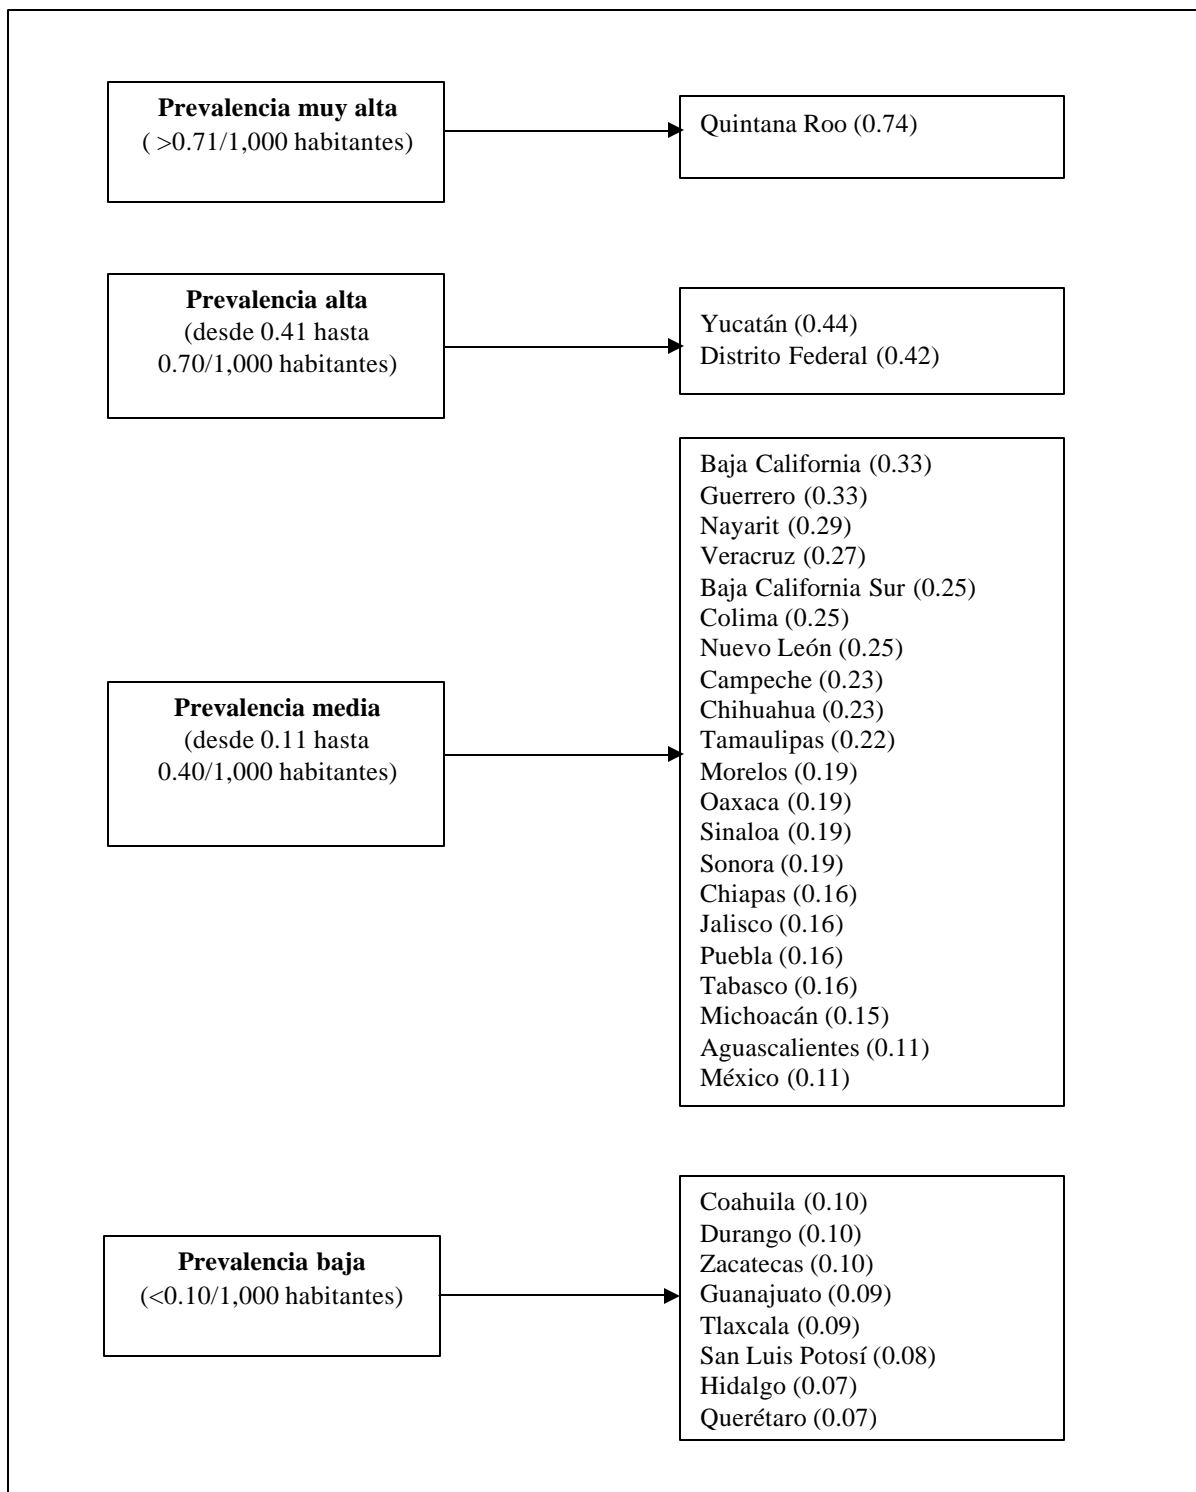 Prevalencia muy alta
( >0.71/1,000 habitantes)
Quintana Roo (0.74)
Prevalencia alta
(desde 0.41 hasta
0.70/1,000 habitantes)
Yucatán (0.44)
Distrito Federal (0.42)
Prevalencia media
(desde 0.11 hasta
0.40/1,000 habitantes)
Baja California (0.33)
Guerrero (0.33)
Nayarit (0.29)
Veracruz (0.27)
Baja California Sur (0.25)
Colima (0.25)
Nuevo León (0.25)
Campeche (0.23)
Chihuahua (0.23)
Tamaulipas (0.22)
Morelos (0.19)
Oaxaca (0.19)
Sinaloa (0.19)
Sonora (0.19)
Chiapas (0.16)
Jalisco (0.16)
Puebla (0.16)
Tabasco (0.16)
Michoacán (0.15)
Aguascalientes (0.11)
México (0.11)
Prevalencia baja
(<0.10/1,000 habitantes)
Coahuila (0.10)
Durango (0.10)
Zacatecas (0.10)
Guanajuato (0.09)
Tlaxcala (0.09)
San Luis Potosí (0.08)
Hidalgo (0.07)
Querétaro (0.07)